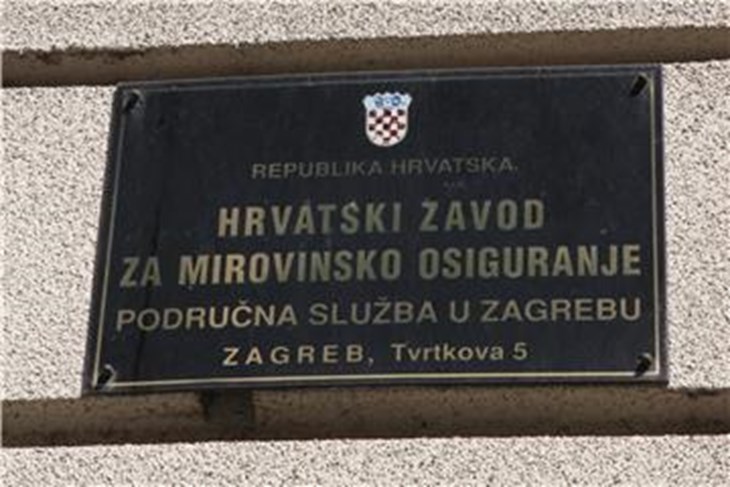 REPUBLIKA HRVATSKA
HRVATSKI ZAVOD
ZA MIROVINSKO OSIGURANJE
PODRUČNA SLUŽBA U ZAGREBU
ZAGREB, Tvrtkova 5